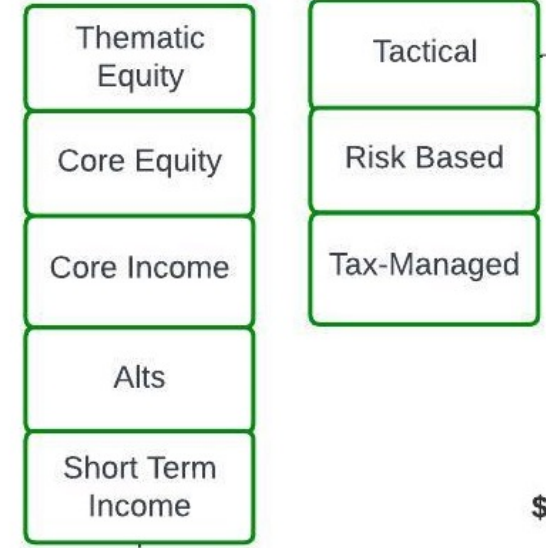 Thematic
Equity
Core Equity
Core Income
Alts
Short Term
Income
Tactical
Risk Based
Tax-Managed
$